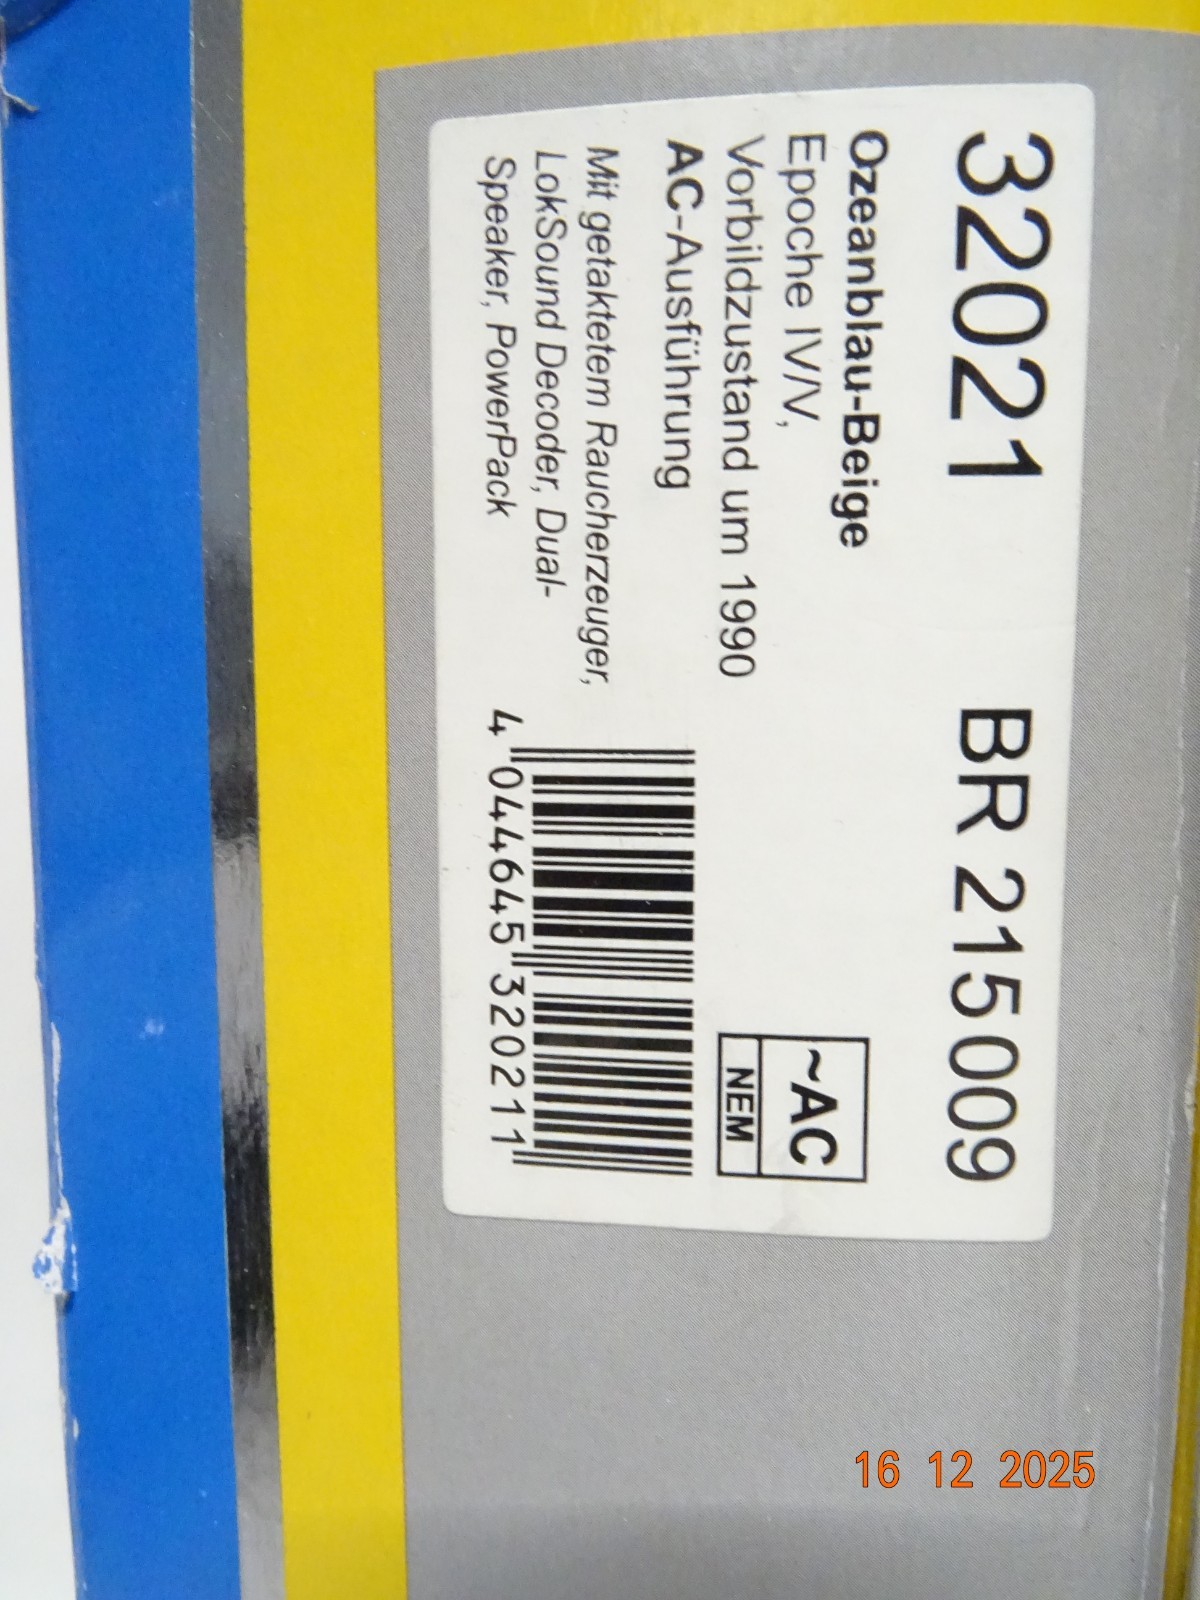 32021 BR 215 009
Ozeanblau-Beige
Epoche IV/V,
Vorbildzustand um 1990
AC-Ausführung
~AC
NEM
Mit getaktetem Raucherzeuger,
LokSound Decoder, Dual-
Speaker, PowerPack
4 044645 320211
16 12 2025